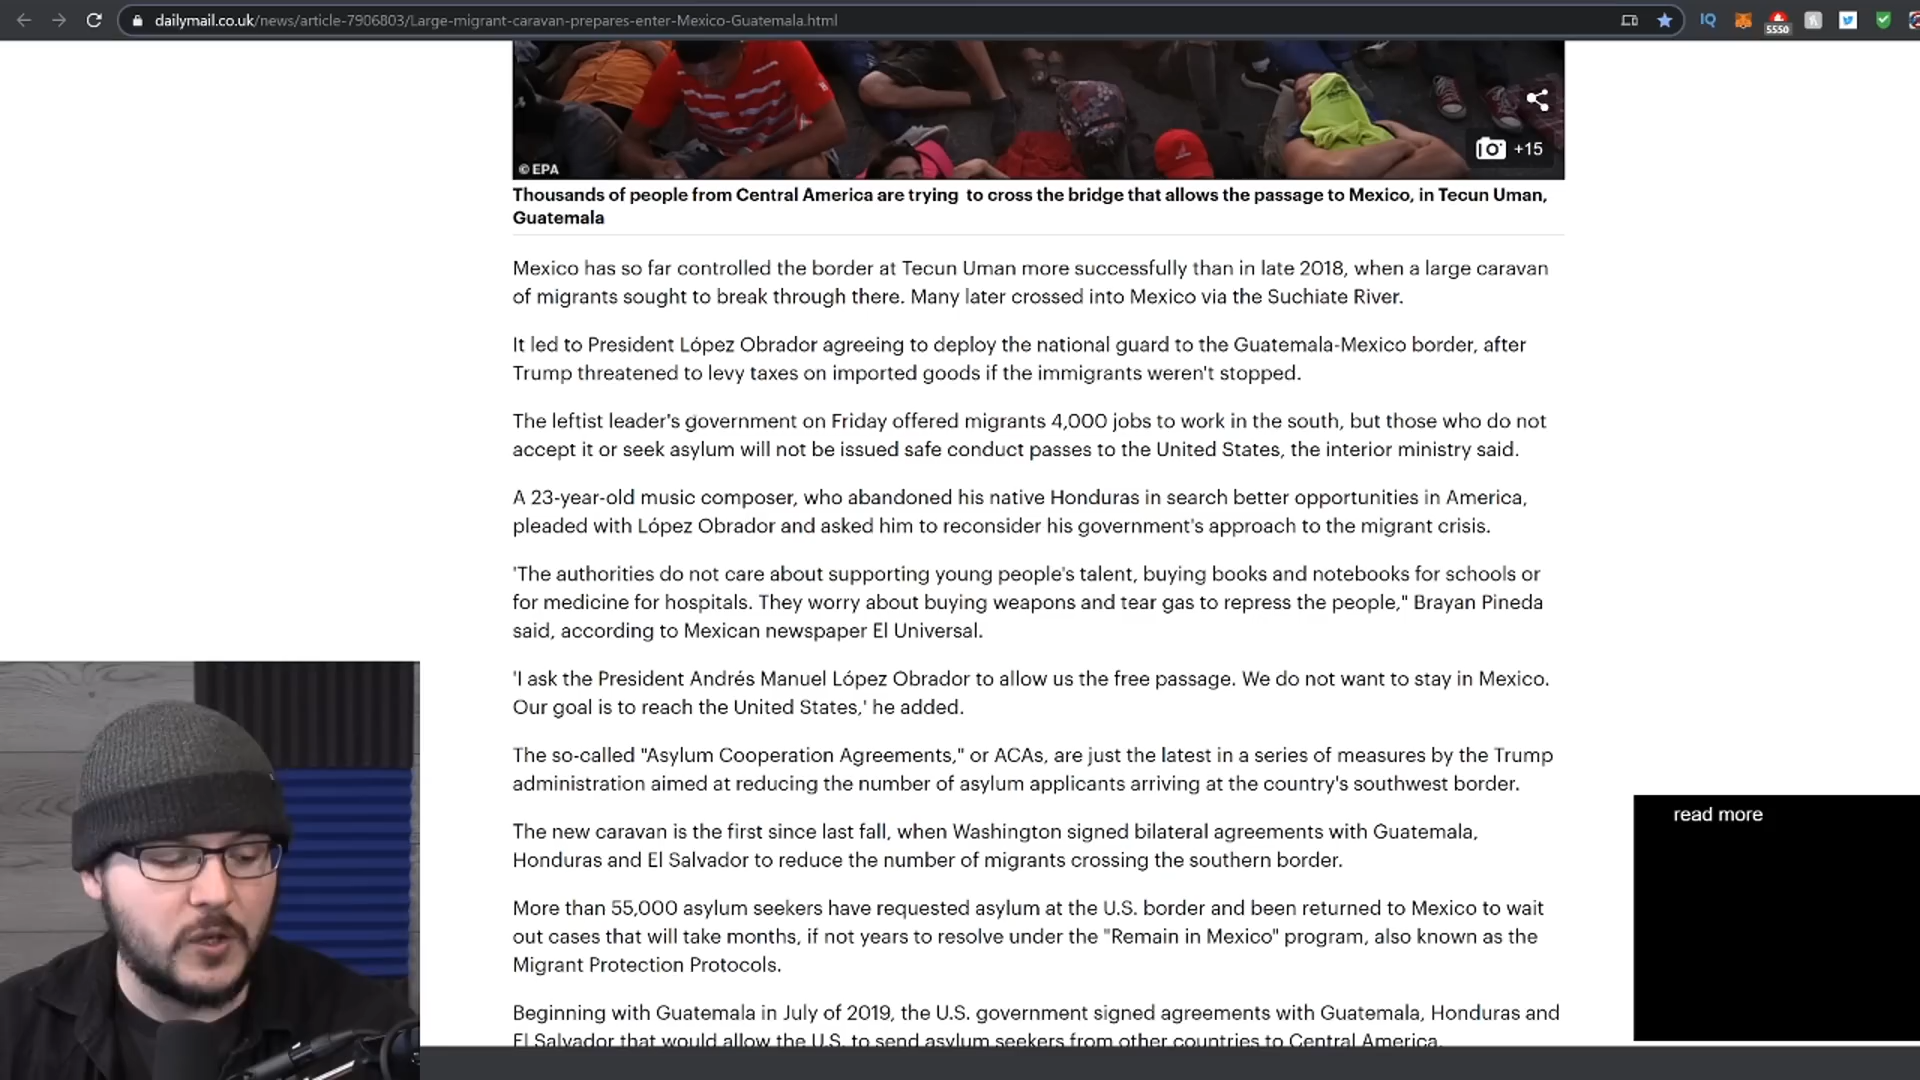 dailymail.co.uk/news/article-7906803/Large-migrant-caravan-prepares-enter-Mexico-Guatemala.html
IQ
5550
© EPA
+15
Thousands of people from Central America are trying to cross the bridge that allows the passage to Mexico, in Tecun Uman,
Guatemala
Mexico has so far controlled the border at Tecun Uman more successfully than in late 2018, when a large caravan
of migrants sought to break through there. Many later crossed into Mexico via the Suchiate River.
It led to President López Obrador agreeing to deploy the national guard to the Guatemala-Mexico border, after
Trump threatened to levy taxes on imported goods if the immigrants weren't stopped.
The leftist leader's government on Friday offered migrants 4,000 jobs to work in the south, but those who do not
accept it or seek asylum will not be issued safe conduct passes to the United States, the interior ministry said.
A 23-year-old music composer, who abandoned his native Honduras in search better opportunities in America,
pleaded with López Obrador and asked him to reconsider his government's approach to the migrant crisis.
'The authorities do not care about supporting young people's talent, buying books and notebooks for schools or
for medicine for hospitals. They worry about buying weapons and tear gas to repress the people," Brayan Pineda
said, according to Mexican newspaper El Universal.
'I ask the President Andrés Manuel López Obrador to allow us the free passage. We do not want to stay in Mexico.
Our goal is to reach the United States,' he added.
The so-called "Asylum Cooperation Agreements," or ACAs, are just the latest in a series of measures by the Trump
administration aimed at reducing the number of asylum applicants arriving at the country's southwest border.
read more
The new caravan is the first since last fall, when Washington signed bilateral agreements with Guatemala,
Honduras and El Salvador to reduce the number of migrants crossing the southern border.
More than 55,000 asylum seekers have requested asylum at the U.S. border and been returned to Mexico to wait
out cases that will take months, if not years to resolve under the "Remain in Mexico" program, also known as the
Migrant Protection Protocols.
Beginning with Guatemala in July of 2019, the U.S. government signed agreements with Guatemala, Honduras and
El Salvador that would allow the U.S. to send asylum seekers from other countries to Central America.